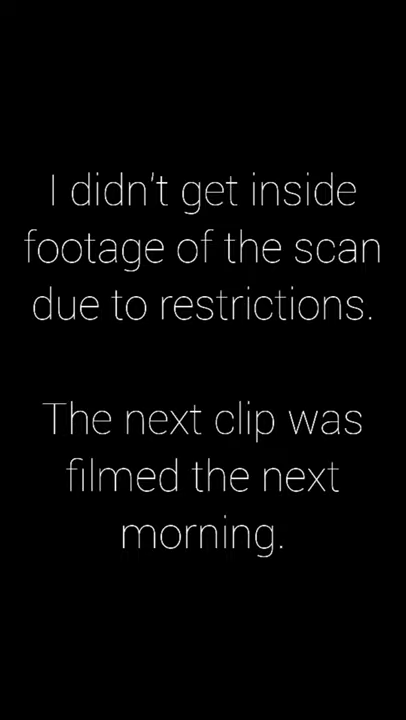 I didn't get inside
footage of the scan
due to restrictions.
The next clip was
filmed the next
morning.